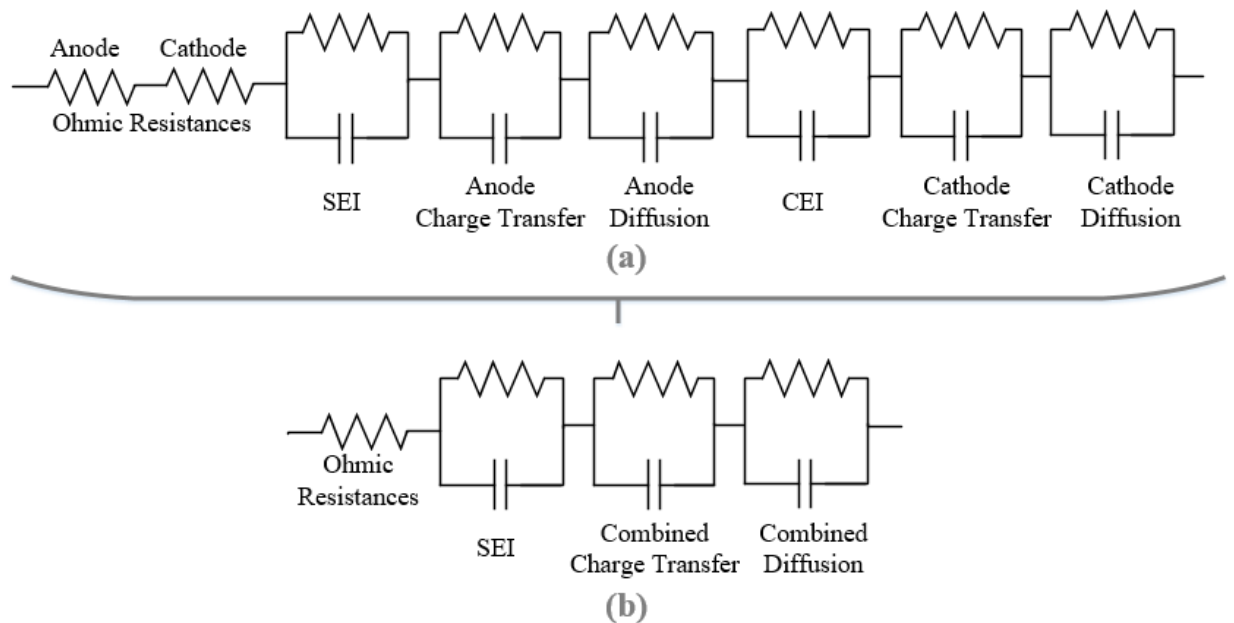 Anode
Cathode
Ohmic Resistances
SEI
Anode
Charge Transfer
Anode
Diffusion
CEI
Cathode
Charge Transfer
Cathode
Diffusion
(a)
Ohmic
Resistances
SEI
Combined
Charge Transfer
Combined
Diffusion
(b)